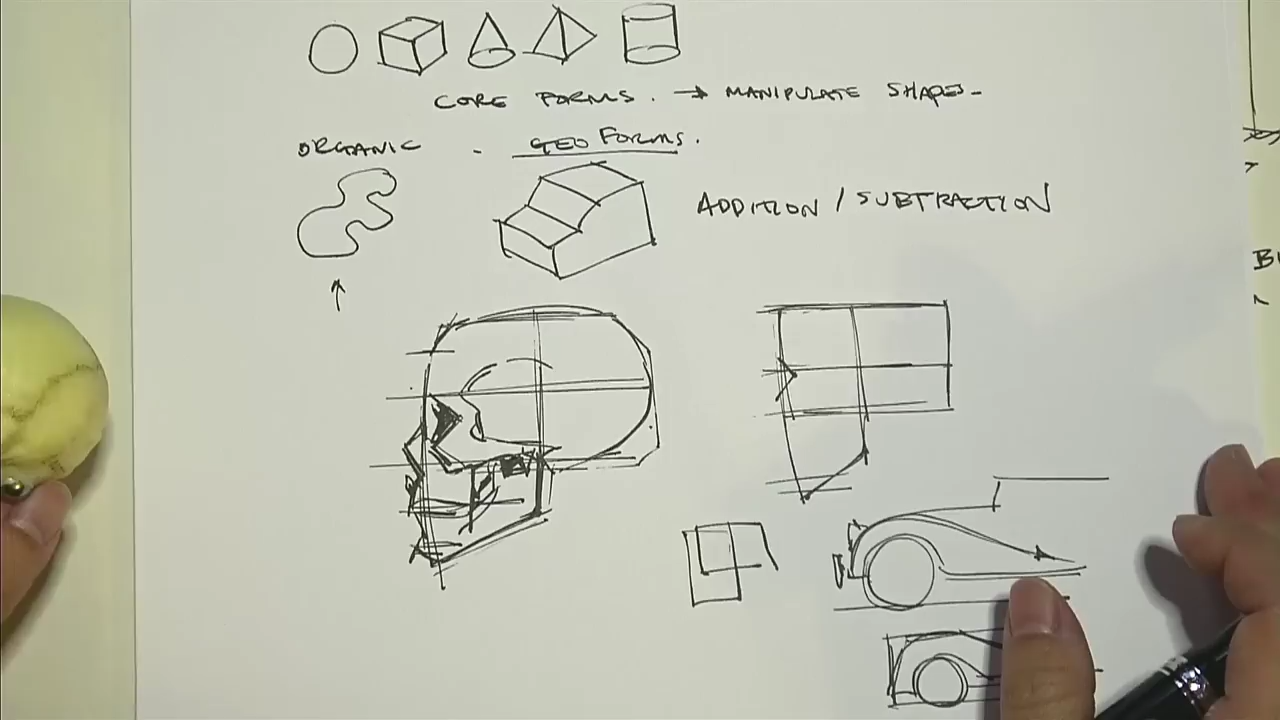 CORE FORMS. → MANIPULATE SHAPES-
ORGANIC - GEO FORMS.
ADDITION / SUBTRACTION